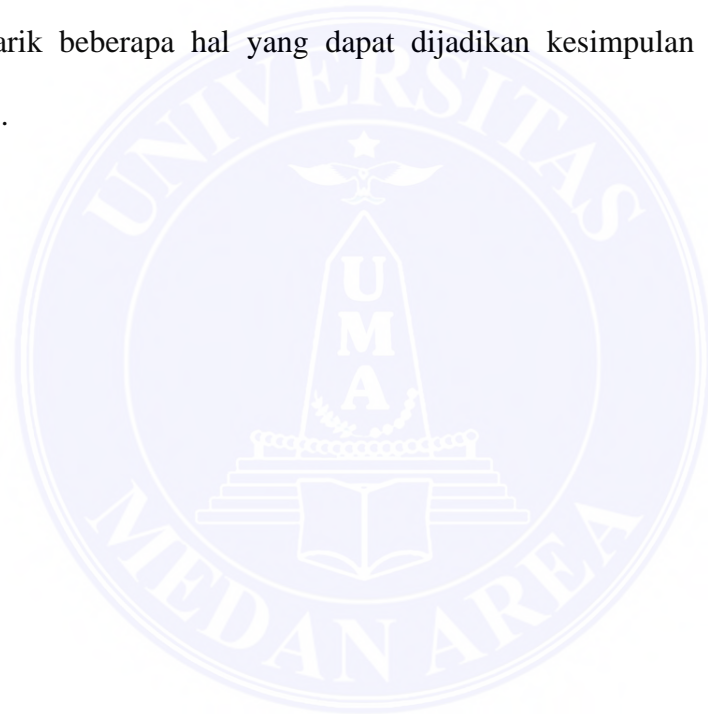 arik beberapa hal yang dapat dijadikan kesimpulan
.
UNIVERSITAS
U
M
A
MEDAN AREA